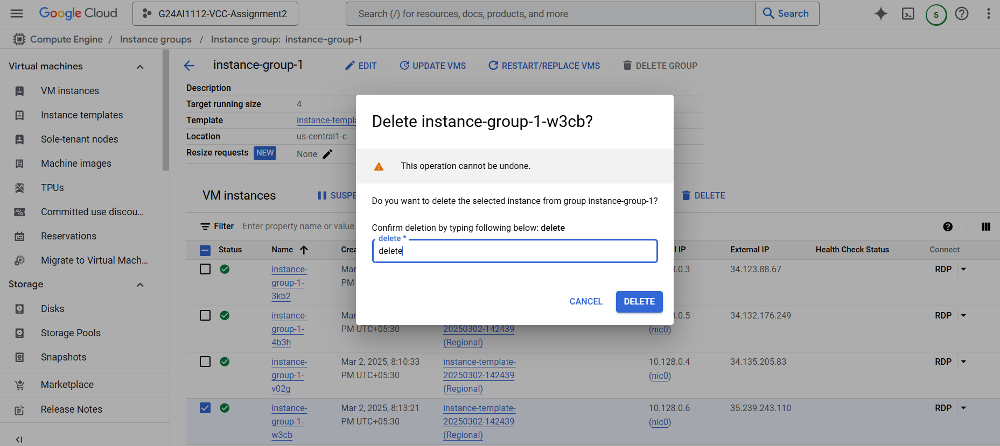 Google Cloud
G24AI1112-VCC-Assignment2
Search (/) for resources, docs, products, and more
Search
5
Compute Engine / Instance groups / Instance group: instance-group-1
Virtual machines
VM instances
Instance templates
Sole-tenant nodes
Machine images
TPUs
Committed use discou...
Reservations
Migrate to Virtual Mach...
Storage
Disks
Storage Pools
Snapshots
Marketplace
Release Notes
instance-group-1
EDIT
UPDATE VMS
RESTART/REPLACE VMS
DELETE GROUP
Description
Target running size 4
Template instance-templa
Location us-central1-c
Resize requests NEW None
VM instances
SUSPE
DELETE
Filter Enter property name or value
Status Name Crea l IP External IP Health Check Status Connect
instance- Mar .0.3 34.123.88.67 RDP
group-1- PM
3kb2
instance- Mar .0.5 34.132.176.249 RDP
group-1- PM UTC+05:30 20250302-142439 (nic0)
4b3h (Regional)
instance- Mar 2, 2025, 8:10:33 instance-template- 10.128.0.4 34.135.205.83 RDP
group-1- PM UTC+05:30 20250302-142439 (nic0)
v02g (Regional)
instance- Mar 2, 2025, 8:13:21 instance-template- 10.128.0.6 35.239.243.110 RDP
group-1- PM UTC+05:30 20250302-142439 (nic0)
w3cb (Regional)
Delete instance-group-1-w3cb?
This operation cannot be undone.
Do you want to delete the selected instance from group instance-group-1?
Confirm deletion by typing following below: delete
delete *
delete
CANCEL
DELETE